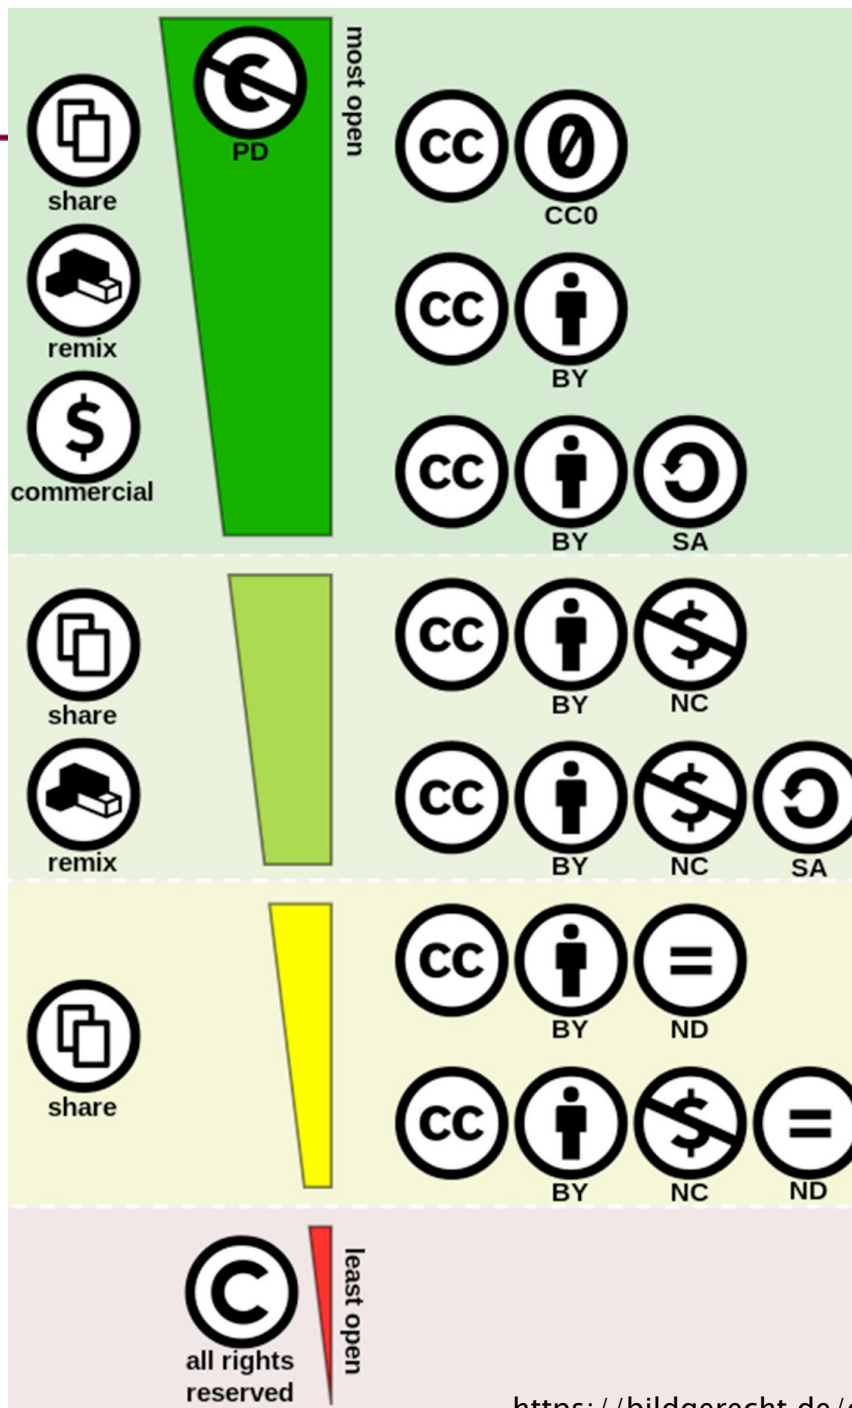 most open
PD
share
CC 0
CC0
remix
CC
BY
$
commercial
CC
BY SA
share
CC $
BY NC
remix
CC $
BY NC SA
CC =
BY ND
share
CC $ =
BY NC ND
C
least open
all rights
reserved
https://bildgerecht.de/